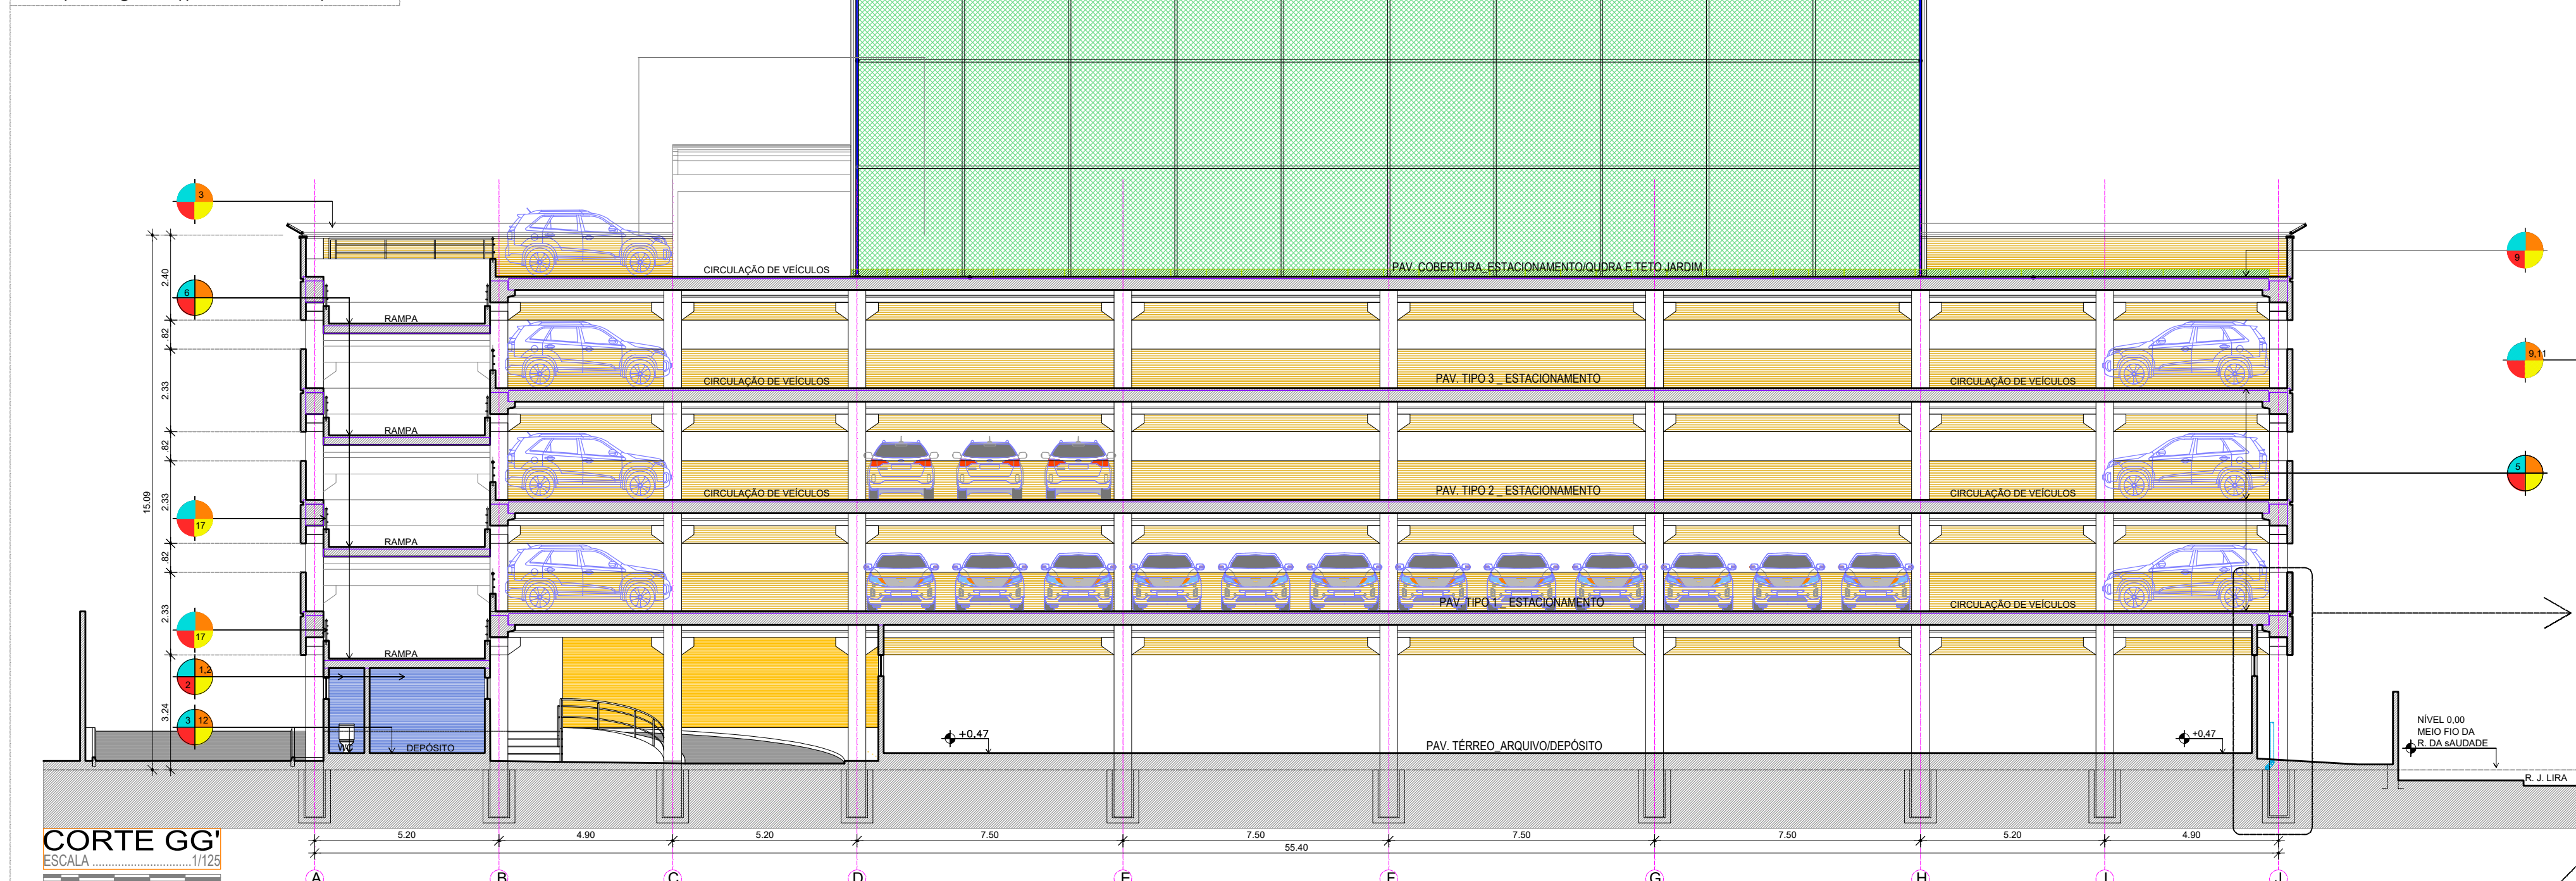 3
CIRCULAÇÃO DE VEÍCULOS
PAV. COBERTURA_ESTACIONAMENTO/QUDRA E TETO JARDIM
9
2.40
6
RAMPA
.82
9,11
2.33
CIRCULAÇÃO DE VEÍCULOS
PAV. TIPO 3 _ ESTACIONAMENTO
CIRCULAÇÃO DE VEÍCULOS
RAMPA
.82
5
15.09
2.33
CIRCULAÇÃO DE VEÍCULOS
PAV. TIPO 2 _ ESTACIONAMENTO
CIRCULAÇÃO DE VEÍCULOS
17
RAMPA
.82
2.33
PAV. TIPO 1 _ ESTACIONAMENTO
CIRCULAÇÃO DE VEÍCULOS
17
RAMPA
1,2
2
3.24
3 12
WC
DEPÓSITO
+0,47
PAV. TÉRREO_ARQUIVO/DEPÓSITO
+0,47
NÍVEL 0,00
MEIO FIO DA
R. DA sAUDADE
R. J. LIRA
5.20
4.90
5.20
7.50
7.50
7.50
7.50
5.20
4.90
55.40
CORTE GG'
ESCALA ............................1/125
A
B
C
D
E
F
G
H
I
J